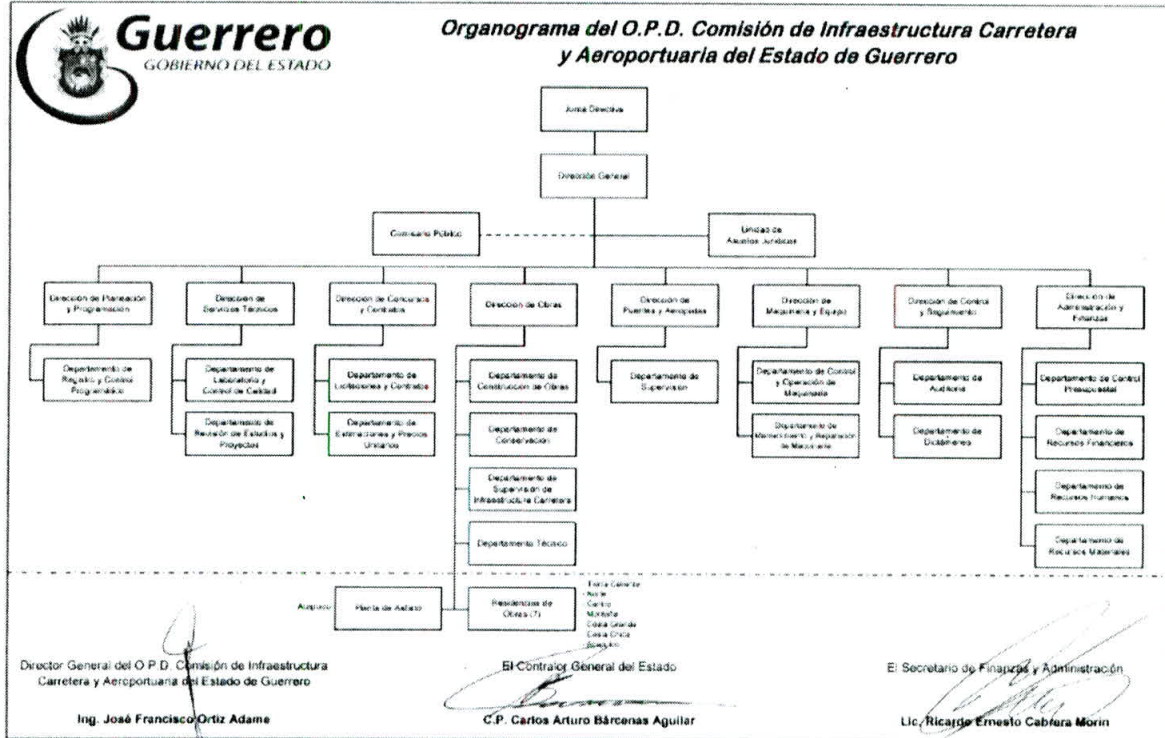 Guerrero
GOBIERNO DEL ESTADO
Organograma del O.P.D. Comisión de Infraestructura Carretera
y Aeroportuaria del Estado de Guerrero
Junta Directiva
Dirección General
Comisario Público
Unidad de
Asuntos Jurídicos
Dirección de Planeación
y Programación
Dirección de
Servicios Técnicos
Dirección de Concursos
y Contratos
Dirección de Obras
Dirección de
Puentes y Aeropistas
Dirección de
Maquinaria y Equipo
Dirección de Control
y Seguimiento
Dirección de
Administración y
Finanzas
Departamento de
Registro y Control
Programático
Departamento de
Laboratorio y
Control de Calidad
Departamento de
Licitaciones y Contratos
Departamento de
Construcción de Obras
Departamento de
Supervisión
Departamento de Control
y Operación de
Maquinaria
Departamento de
Auditoría
Departamento de Control
Presupuestal
Departamento de
Revisión de Estudios y
Proyectos
Departamento de
Estimaciones y Precios
Unitarios
Departamento de
Conservación
Departamento de
Mantenimiento y Reparación
de Maquinaria
Departamento de
Dictámenes
Departamento de
Recursos Financieros
Departamento de
Supervisión de
Infraestructura Carretera
Departamento de
Recursos Humanos
Departamento Técnico
Departamento de
Recursos Materiales
Acapulco
Planta de Asfalto
Residencias de
Obras (7)
Tierra Caliente
Norte
Centro
Montaña
Costa Grande
Costa Chica
Acapulco
Director General del O.P.D. Comisión de Infraestructura
Carretera y Aeroportuaria del Estado de Guerrero
Ing. José Francisco Ortiz Adame
El Contralor General del Estado
C.P. Carlos Arturo Bárcenas Aguilar
El Secretario de Finanzas y Administración
Lic. Ricardo Ernesto Cabrera Morín